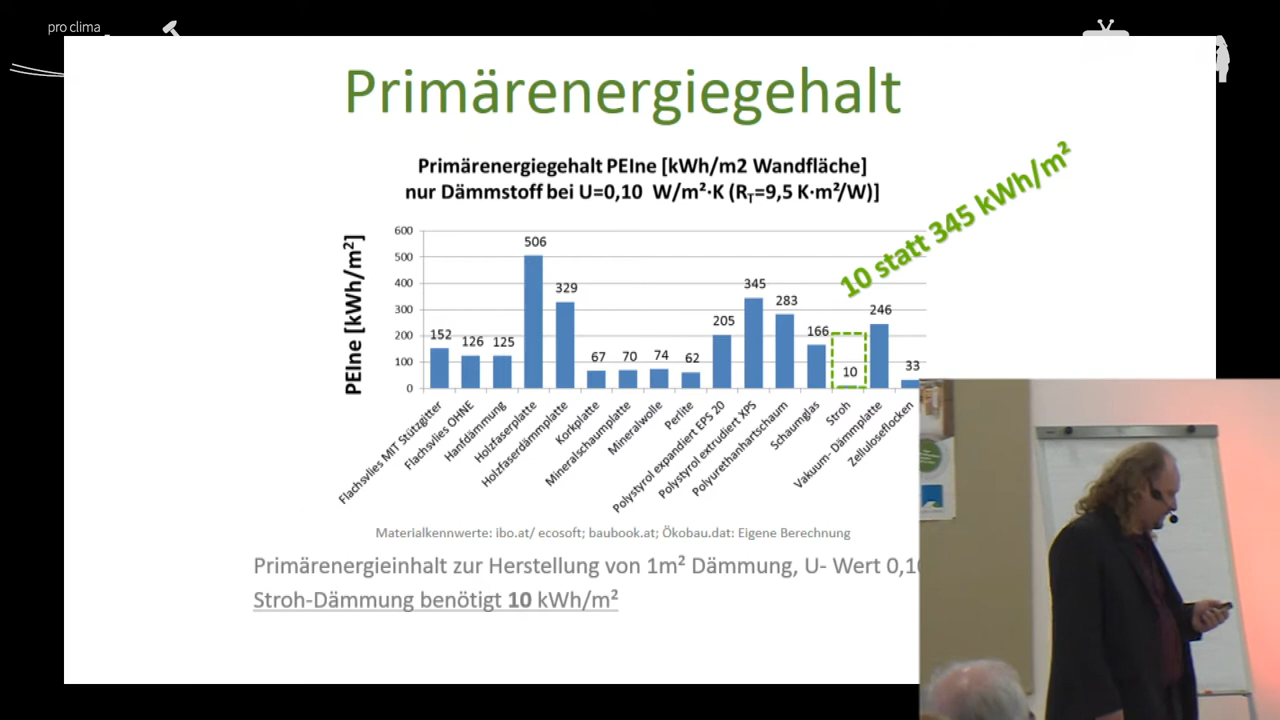 pro clima
Primärenergiegehalt
Primärenergiegehalt PEIne [kWh/m2 Wandfläche]
nur Dämmstoff bei U=0,10 W/m²·K (RT=9,5 K·m²/W)]
10 statt 345 kWh/m²
PEIne [kWh/m²]
600
500
400
300
200
100
0
152
126
125
506
329
67
70
74
62
205
345
283
166
10
246
33
Flachsvlies MIT Stützgitter
Flachsvlies OHNE
Hanfdämmung
Holzfaserplatte
Holzfaserdämmplatte
Korkplatte
Mineralschaumplatte
Mineralwolle
Perlite
Polystyrol expandiert EPS 20
Polystyrol extrudiert XPS
Polyurethanhartschaum
Schaumglas
Stroh
Vakuum- Dämmplatte
Zelluloseflocken
Materialkennwerte: ibo.at/ ecosoft; baubook.at; Ökobau.dat: Eigene Berechnung
Primärenergieinhalt zur Herstellung von 1m² Dämmung, U- Wert 0,10
Stroh-Dämmung benötigt 10 kWh/m²